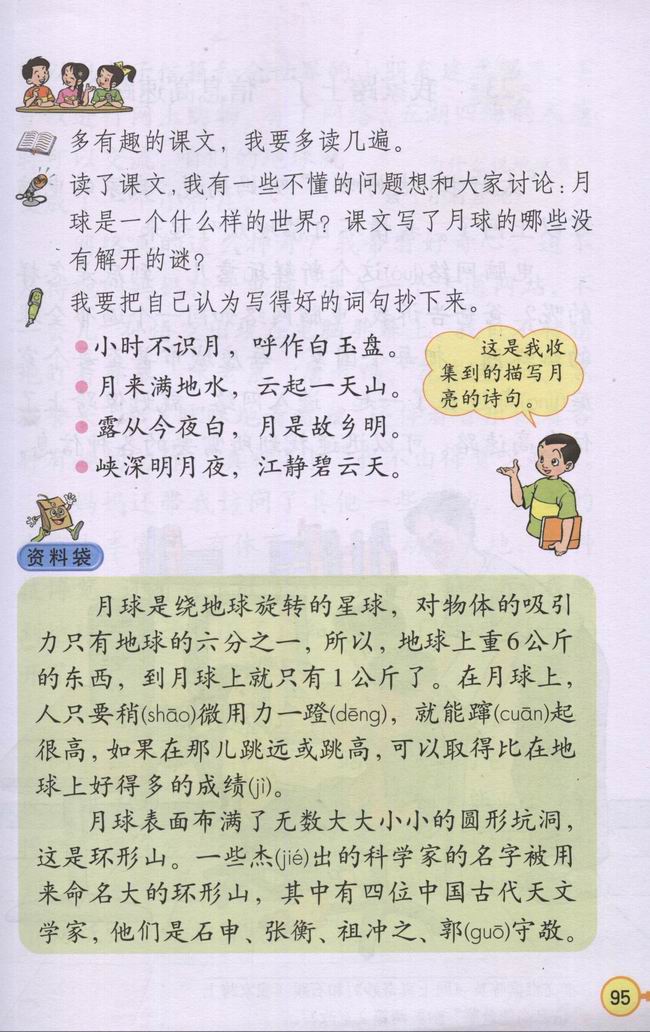 多有趣的课文，我要多读几遍。
读了课文，我有一些不懂的问题想和大家讨论：月
球是一个什么样的世界？课文写了月球的哪些没
有解开的谜？
我要把自己认为写得好的词句抄下来。
小时不识月，呼作白玉盘。
月来满地水，云起一天山。
露从今夜白，月是故乡明。
峡深明月夜，江静碧云天。
这是我收
集到的描写月
亮的诗句。
资料袋
月球是绕地球旋转的星球，对物体的吸引
力只有地球的六分之一，所以，地球上重6公斤
的东西，到月球上就只有1公斤了。在月球上，
人只要稍(shāo)微用力一蹬(dēng)，就能蹿(cuān)起
很高，如果在那儿跳远或跳高，可以取得比在地
球上好得多的成绩(jì)。
月球表面布满了无数大大小小的圆形坑洞，
这是环形山。一些杰(jié)出的科学家的名字被用
来命名大的环形山，其中有四位中国古代天文
学家，他们是石申、张衡、祖冲之、郭(guō)守敬。
95